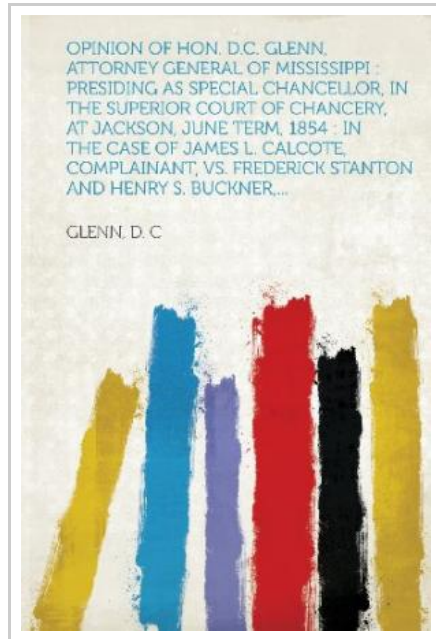 OPINION OF HON. D.C. GLENN,
ATTORNEY GENERAL OF MISSISSIPPI :
PRESIDING AS SPECIAL CHANCELLOR, IN
THE SUPERIOR COURT OF CHANCERY,
AT JACKSON, JUNE TERM, 1854 : IN
THE CASE OF JAMES L. CALCOTE,
COMPLAINANT, VS. FREDERICK STANTON
AND HENRY S. BUCKNER,...
GLENN, D. C